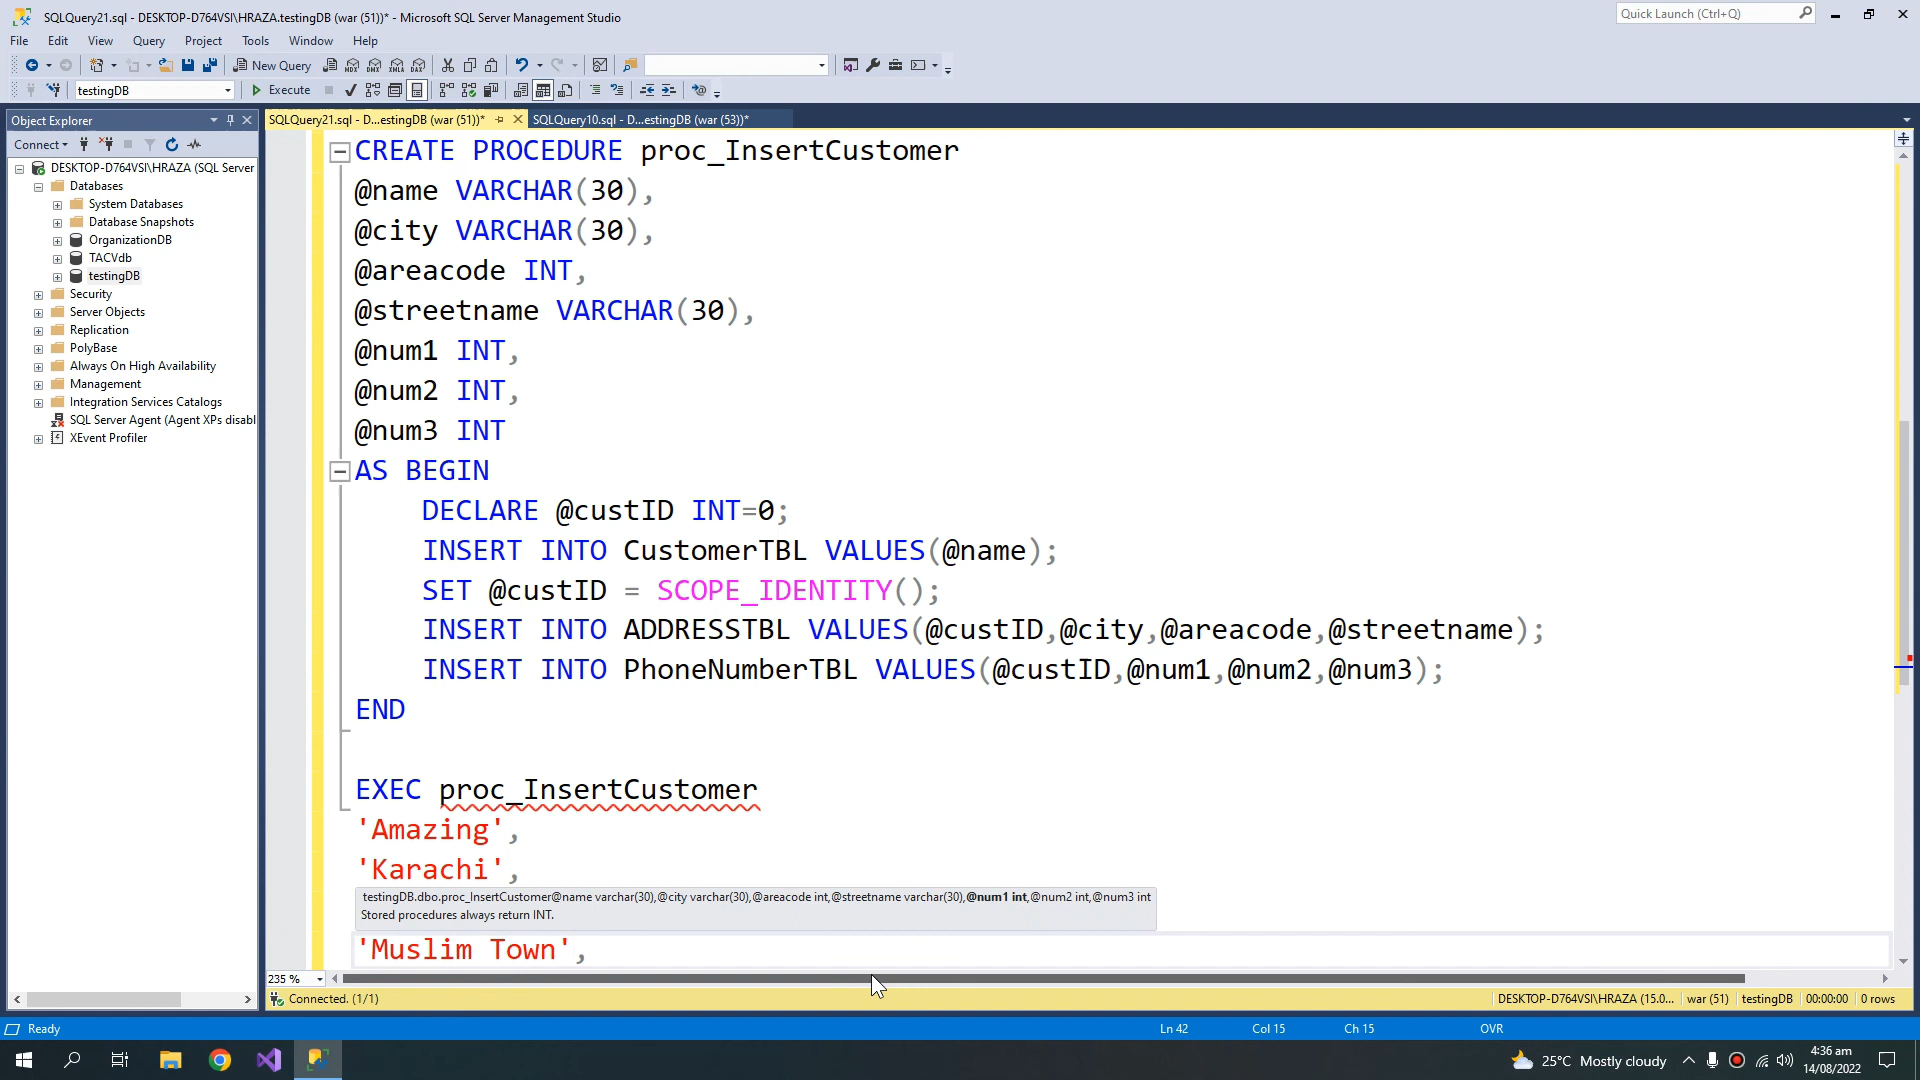 SQLQuery21.sql - DESKTOP-D764VSI\HRAZA.testingDB (war (51))* - Microsoft SQL Server Management Studio
Quick Launch (Ctrl+Q)
File Edit View Query Project Tools Window Help
New Query
MDX DMX XMLA DAX
testingDB
Execute
Object Explorer
SQLQuery21.sql - D...estingDB (war (51))*
SQLQuery10.sql - D...estingDB (war (53))*
Connect
DESKTOP-D764VSI\HRAZA (SQL Server
Databases
System Databases
Database Snapshots
OrganizationDB
TACVdb
testingDB
Security
Server Objects
Replication
PolyBase
Always On High Availability
Management
Integration Services Catalogs
SQL Server Agent (Agent XPs disabl
XEvent Profiler
CREATE PROCEDURE proc_InsertCustomer
@name VARCHAR(30),
@city VARCHAR(30),
@areacode INT,
@streetname VARCHAR(30),
@num1 INT,
@num2 INT,
@num3 INT
AS BEGIN
DECLARE @custID INT=0;
INSERT INTO CustomerTBL VALUES(@name);
SET @custID = SCOPE_IDENTITY();
INSERT INTO ADDRESSTBL VALUES(@custID,@city,@areacode,@streetname);
INSERT INTO PhoneNumberTBL VALUES(@custID,@num1,@num2,@num3);
END
EXEC proc_InsertCustomer
'Amazing',
'Karachi',
testingDB.dbo.proc_InsertCustomer@name varchar(30),@city varchar(30),@areacode int,@streetname varchar(30),@num1 int,@num2 int,@num3 int
Stored procedures always return INT.
'Muslim Town',
235 %
Connected. (1/1)
DESKTOP-D764VSI\HRAZA (15.0... war (51) testingDB 00:00:00 0 rows
Ready
Ln 42 Col 15 Ch 15 OVR
25°C Mostly cloudy
4:36 am
14/08/2022